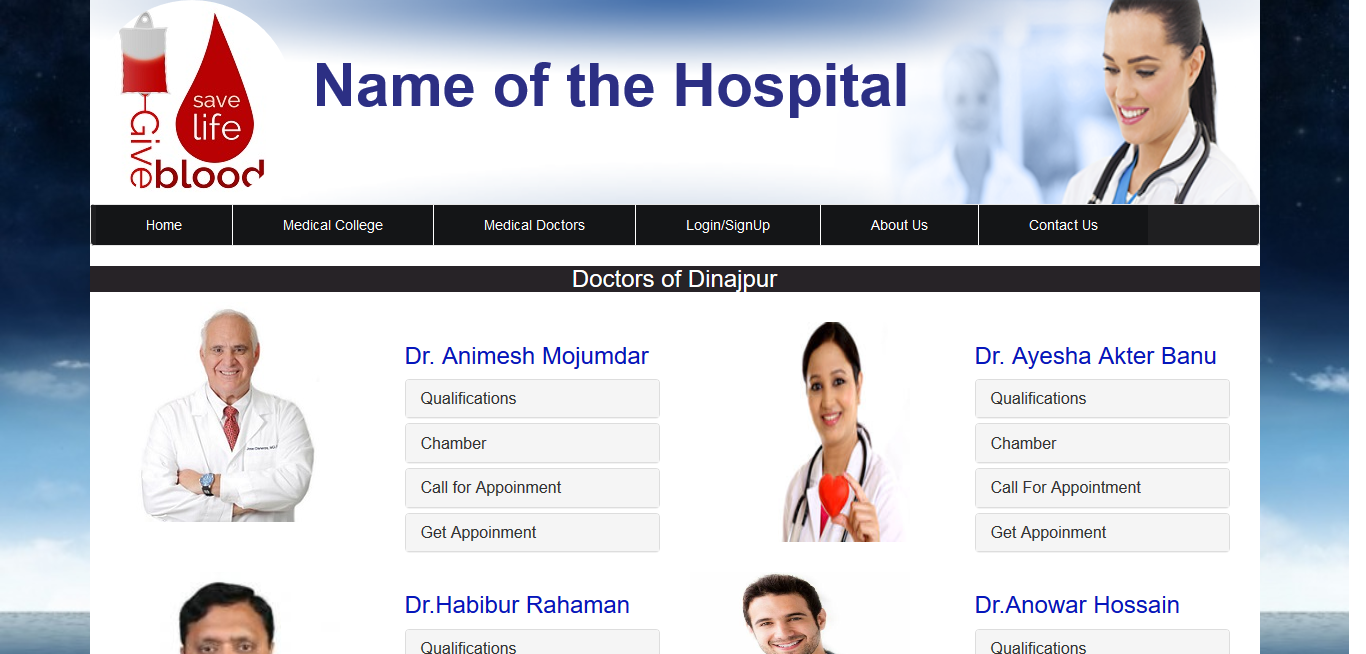 save
life
Give
blood
Name of the Hospital
Home
Medical College
Medical Doctors
Login/SignUp
About Us
Contact Us
Doctors of Dinajpur
Dr. Animesh Mojumdar
Qualifications
Chamber
Call for Appoinment
Get Appoinment
Dr. Ayesha Akter Banu
Qualifications
Chamber
Call For Appointment
Get Appoinment
Dr.Habibur Rahaman
Qualifications
Dr.Anowar Hossain
Qualifications